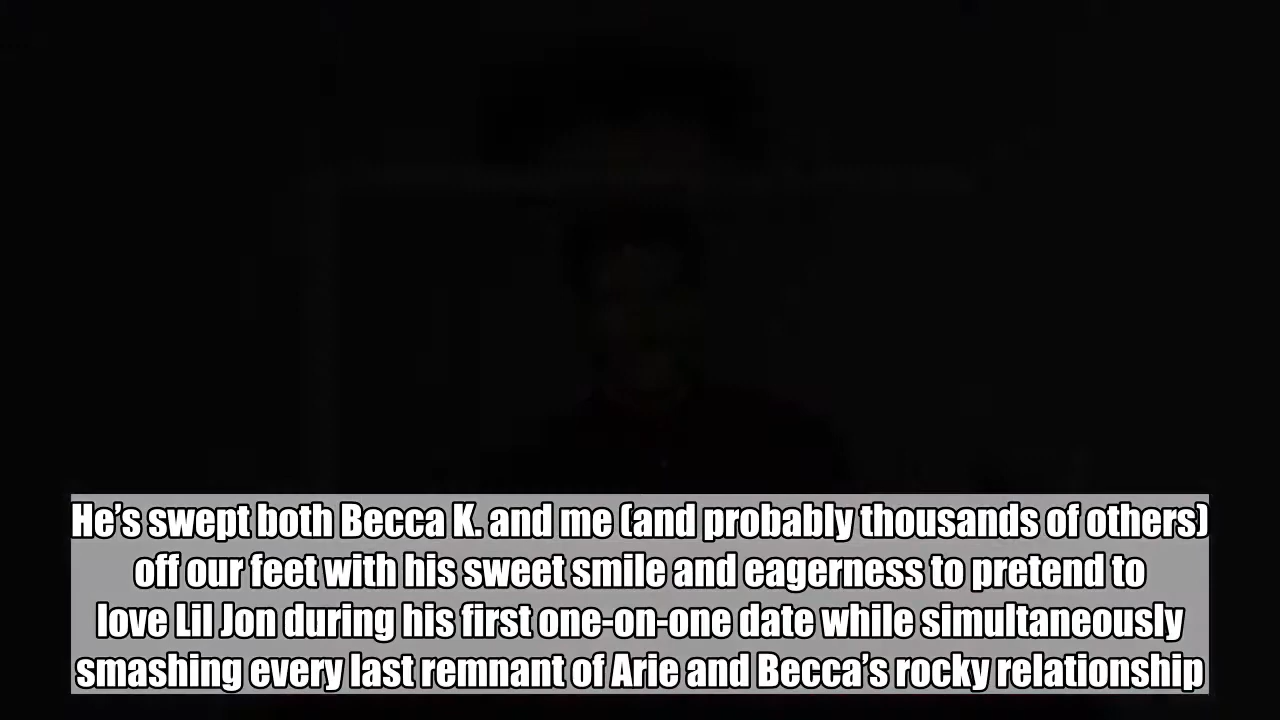 He’s swept both Becca K. and me (and probably thousands of others)
off our feet with his sweet smile and eagerness to pretend to
love Lil Jon during his first one-on-one date while simultaneously
smashing every last remnant of Arie and Becca’s rocky relationship